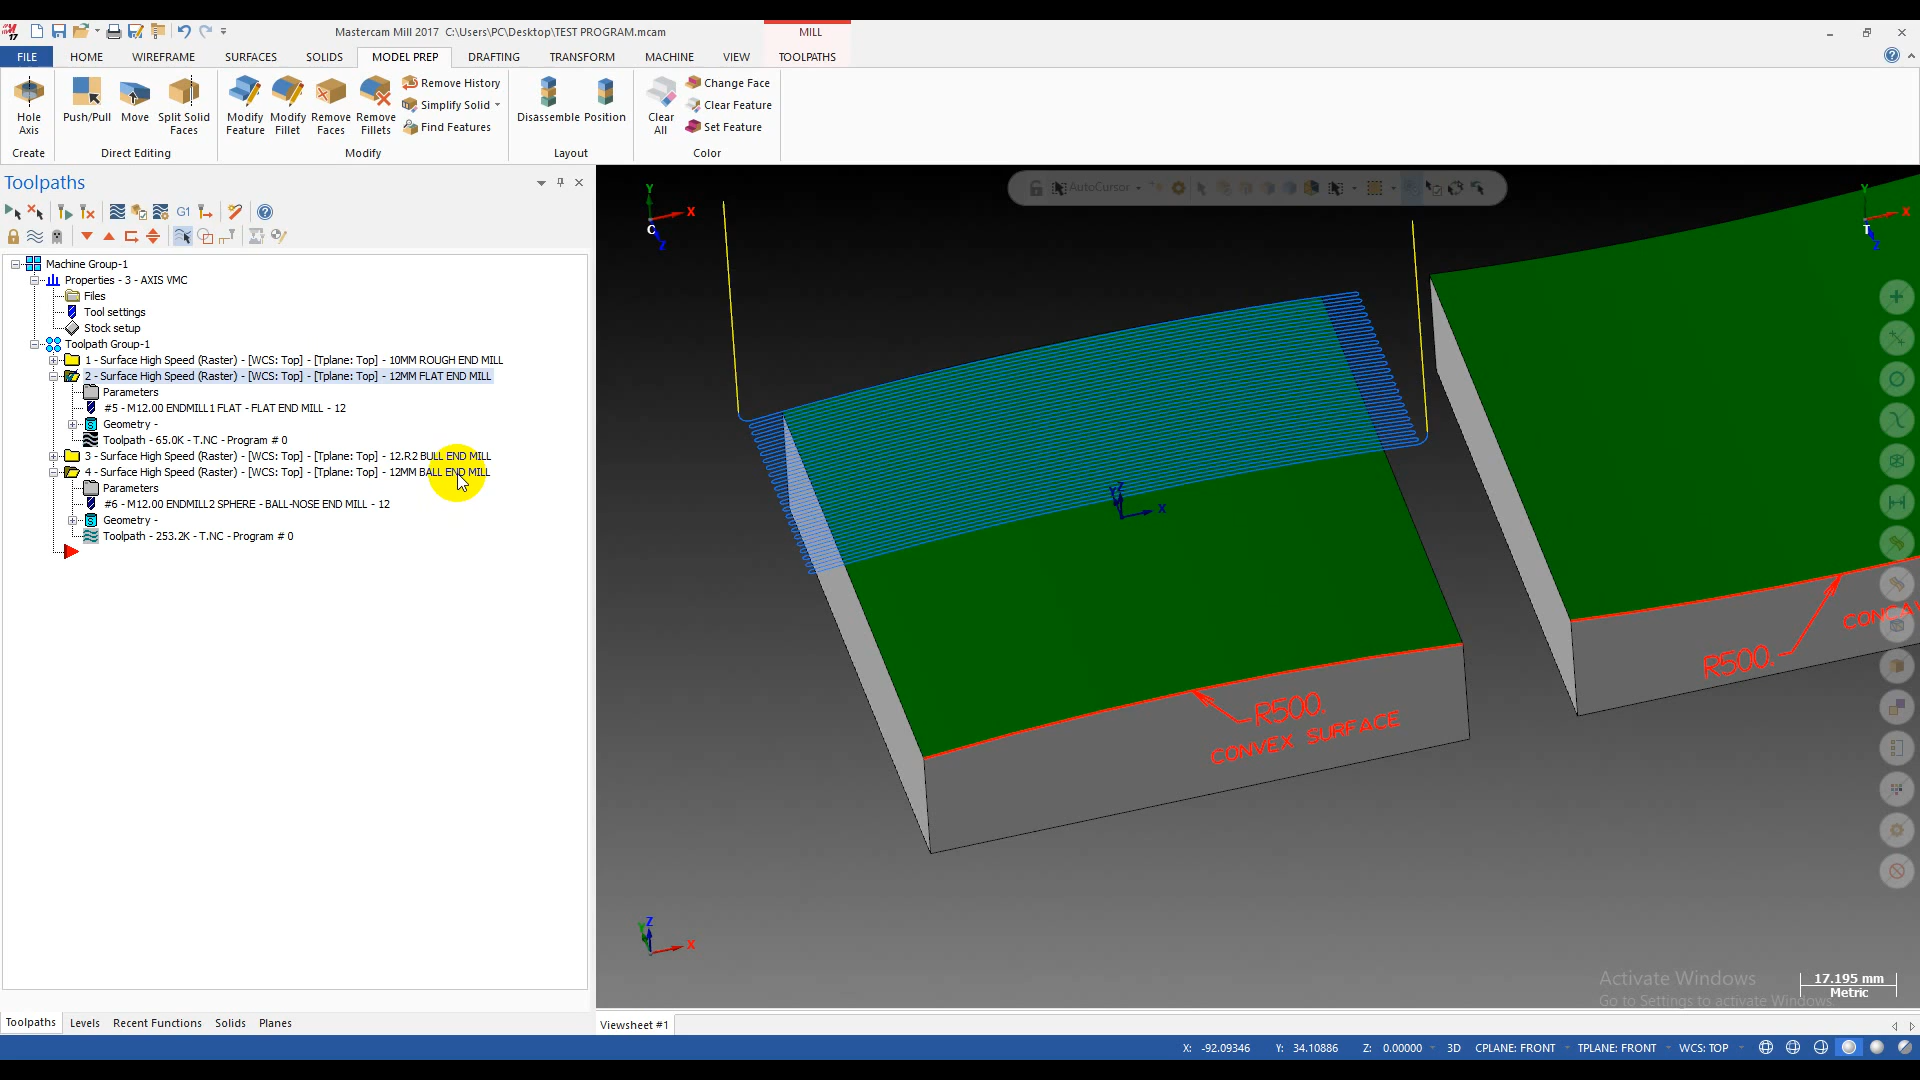 Mastercam Mill 2017 C:\Users\PC\Desktop\TEST PROGRAM.mcam
MILL
FILE HOME WIREFRAME SURFACES SOLIDS MODEL PREP DRAFTING TRANSFORM MACHINE VIEW TOOLPATHS
Hole Axis
Push/Pull
Move
Split Solid Faces
Modify Feature
Modify Fillet
Remove Faces
Remove Fillets
Remove History
Simplify Solid
Find Features
Disassemble
Position
Clear All
Change Face
Clear Feature
Set Feature
Create
Direct Editing
Modify
Layout
Color
Toolpaths
G1
AutoCursor
Machine Group-1
Properties - 3 - AXIS VMC
Files
Tool settings
Stock setup
Toolpath Group-1
1 - Surface High Speed (Raster) - [WCS: Top] - [Tplane: Top] - 10MM ROUGH END MILL
2 - Surface High Speed (Raster) - [WCS: Top] - [Tplane: Top] - 12MM FLAT END MILL
Parameters
#5 - M12.00 ENDMILL1 FLAT - FLAT END MILL - 12
Geometry -
Toolpath - 65.0K - T.NC - Program # 0
3 - Surface High Speed (Raster) - [WCS: Top] - [Tplane: Top] - 12.R2 BULL END MILL
4 - Surface High Speed (Raster) - [WCS: Top] - [Tplane: Top] - 12MM BALL END MILL
Parameters
#6 - M12.00 ENDMILL2 SPHERE - BALL-NOSE END MILL - 12
Geometry -
Toolpath - 253.2K - T.NC - Program # 0
Y
X
C
Z
Y
X
T
Z
Y Z
X
R500.
CONVEX SURFACE
R500.
Z
Y
X
Activate Windows
Go to Settings to activate Windows.
17.195 mm
Metric
Toolpaths Levels Recent Functions Solids Planes
Viewsheet #1
X: -92.09346 Y: 34.10886 Z: 0.00000 3D CPLANE: FRONT TPLANE: FRONT WCS: TOP